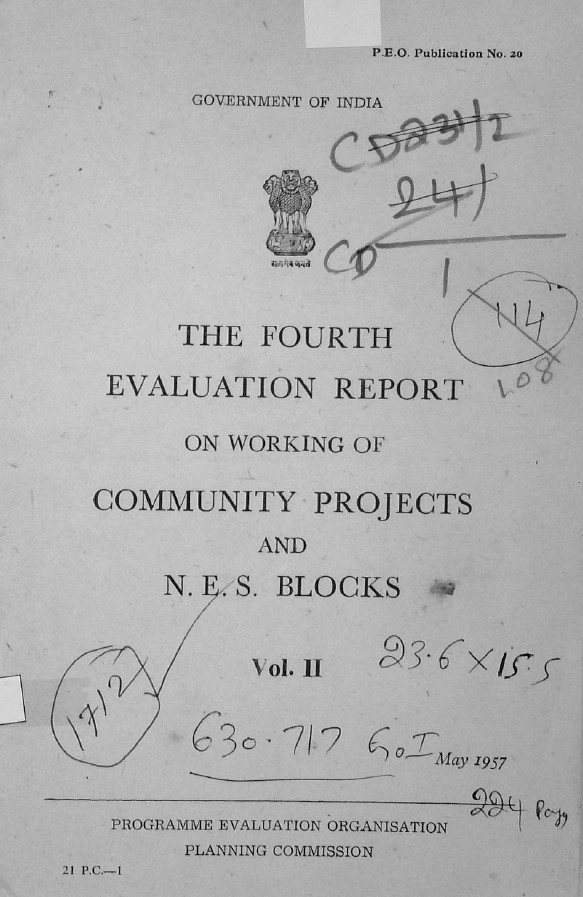 P.E.O. Publication No. 20
GOVERNMENT OF INDIA
CD 231/2
241
CD
1
सत्यमेव जयते
114
108
THE FOURTH
EVALUATION REPORT
ON WORKING OF
COMMUNITY PROJECTS
AND
N. E. S. BLOCKS
Vol. II
23.6 X 15.5
1712
630.717 GoI
May 1957
224
PROGRAMME EVALUATION ORGANISATION
PLANNING COMMISSION
21 P.C.—1